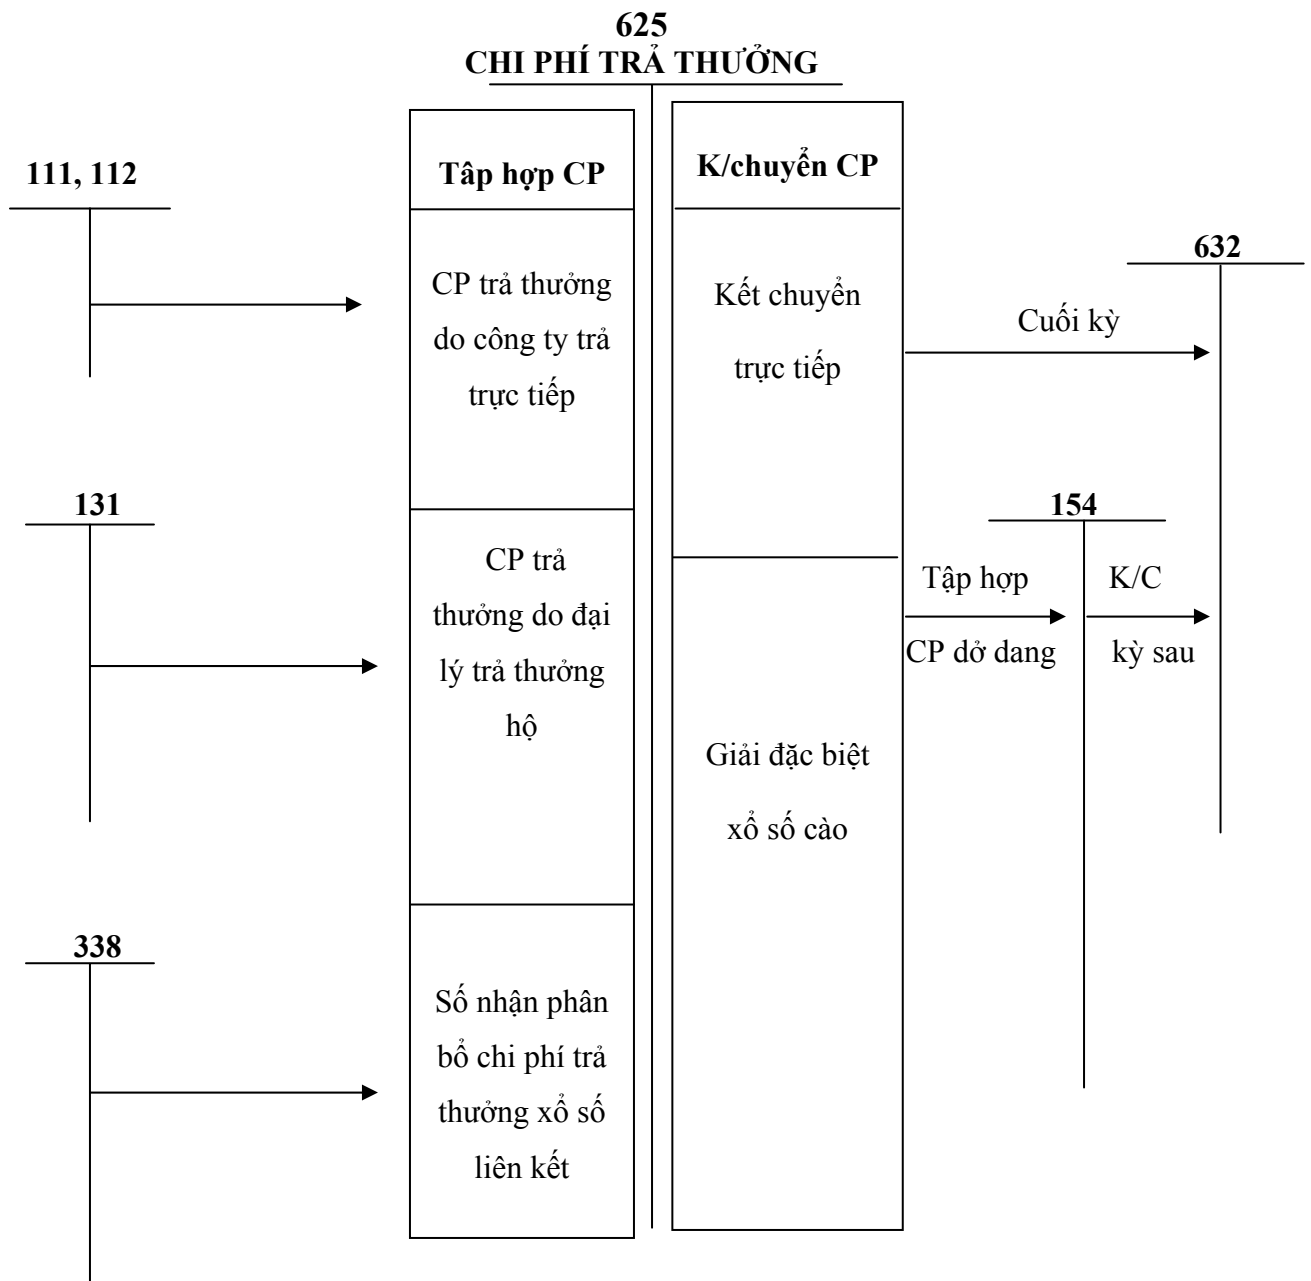 625
CHI PHÍ TRẢ THƯỞNG
111, 112
Tâp hợp CP
K/chuyển CP
632
CP trả thưởng
do công ty trả
trực tiếp
Kết chuyển
trực tiếp
Cuối kỳ
131
154
CP trả
thưởng do đại
lý trả thưởng
hộ
Tập hợp
CP dở dang
K/C
kỳ sau
Giải đặc biệt
xổ số cào
338
Số nhận phân
bổ chi phí trả
thưởng xổ số
liên kết